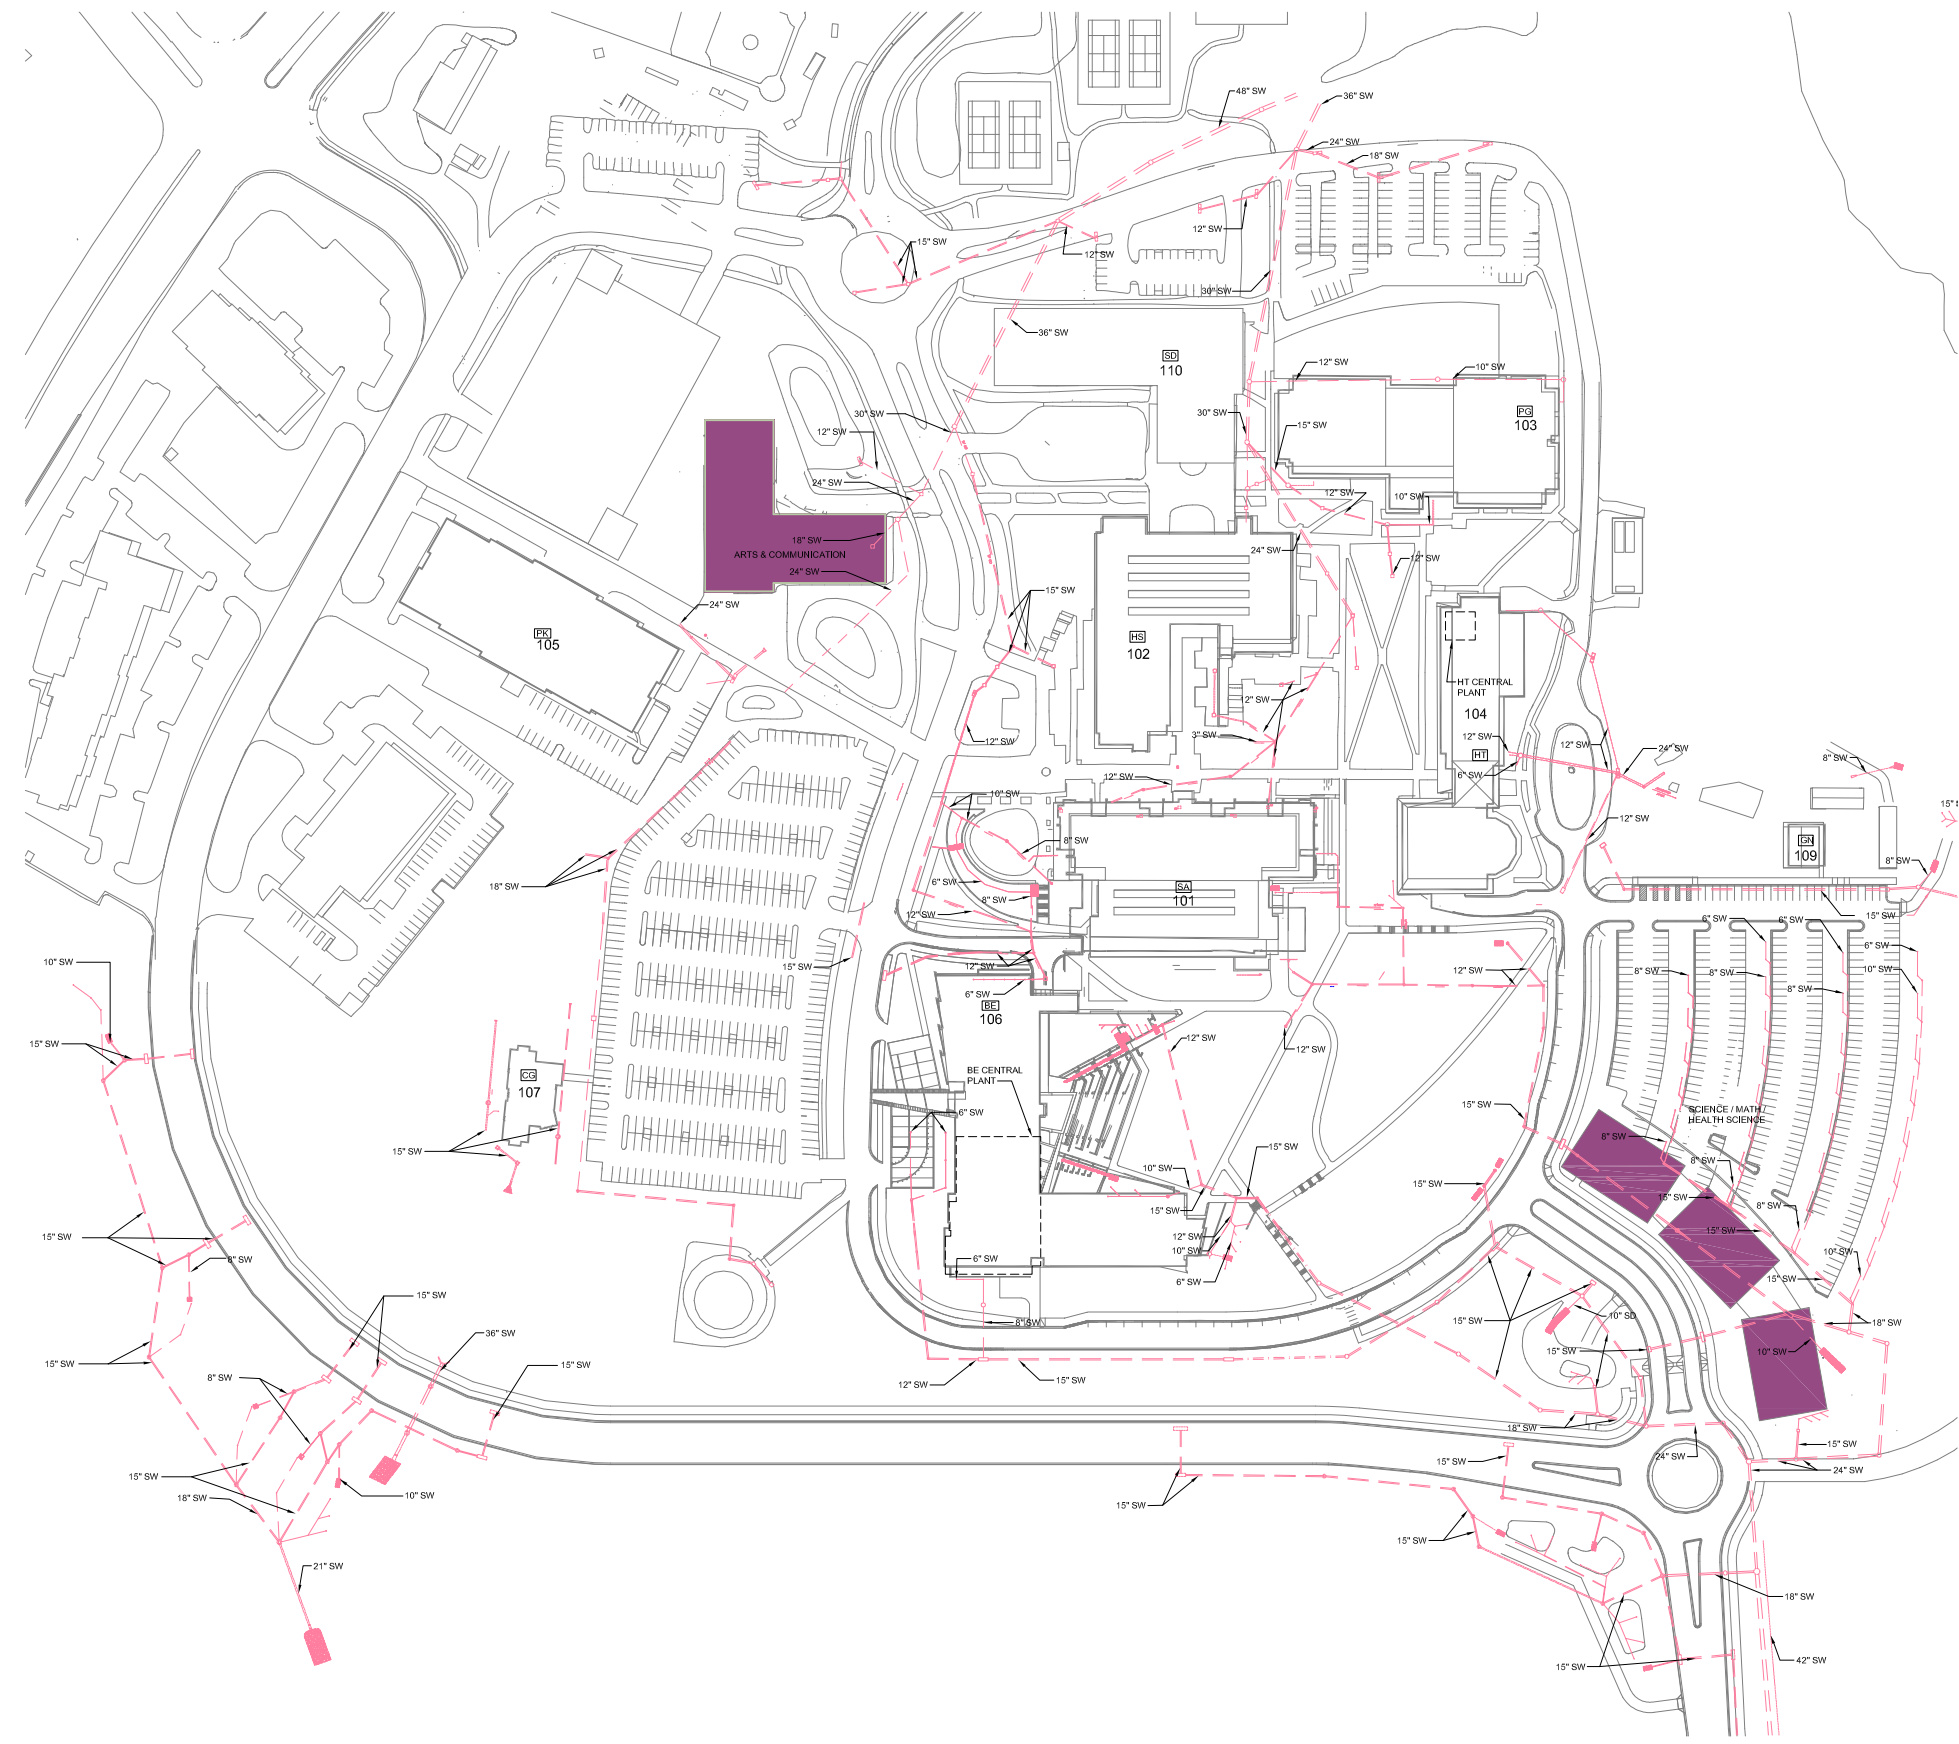 48" SW
36" SW
24" SW
18" SW
15" SW
12" SW
12" SW
30" SW
36" SW
SD
110
12" SW
10" SW
30" SW
12" SW
15" SW
PG
103
24" SW
12" SW
10" SW
18" SW
ARTS & COMMUNICATION
24" SW
24" SW
12" SW
15" SW
24" SW
PK
105
HS
102
HT CENTRAL
PLANT
104
12" SW
3" SW
12" SW
12" SW
12" SW
24" SW
HT
6" SW
8" SW
12" SW
10" SW
15" S
12" SW
8" SW
GN
109
8" SW
18" SW
6" SW
8" SW
SA
101
12" SW
15" SW
6" SW
6" SW
6" SW
10" SW
15" SW
12" SW
12" SW
8" SW
8" SW
10" SW
8" SW
6" SW
BE
106
15" SW
12" SW
12" SW
CG
107
BE CENTRAL
PLANT
6" SW
15" SW
SCIENCE / MATH /
HEALTH SCIENCE
8" SW
15" SW
15" SW
10" SW
8" SW
15" SW
15" SW
15" SW
8" SW
15" SW
12" SW
15" SW
10" SW
10" SW
8" SW
6" SW
6" SW
15" SW
15" SW
36" SW
8" SW
15" SW
10" SD
18" SW
15" SW
15" SW
15" SW
10" SW
8" SW
12" SW
15" SW
18" SW
15" SW
24" SW
15" SW
24" SW
15" SW
18" SW
10" SW
15" SW
15" SW
21" SW
18" SW
15" SW
42" SW